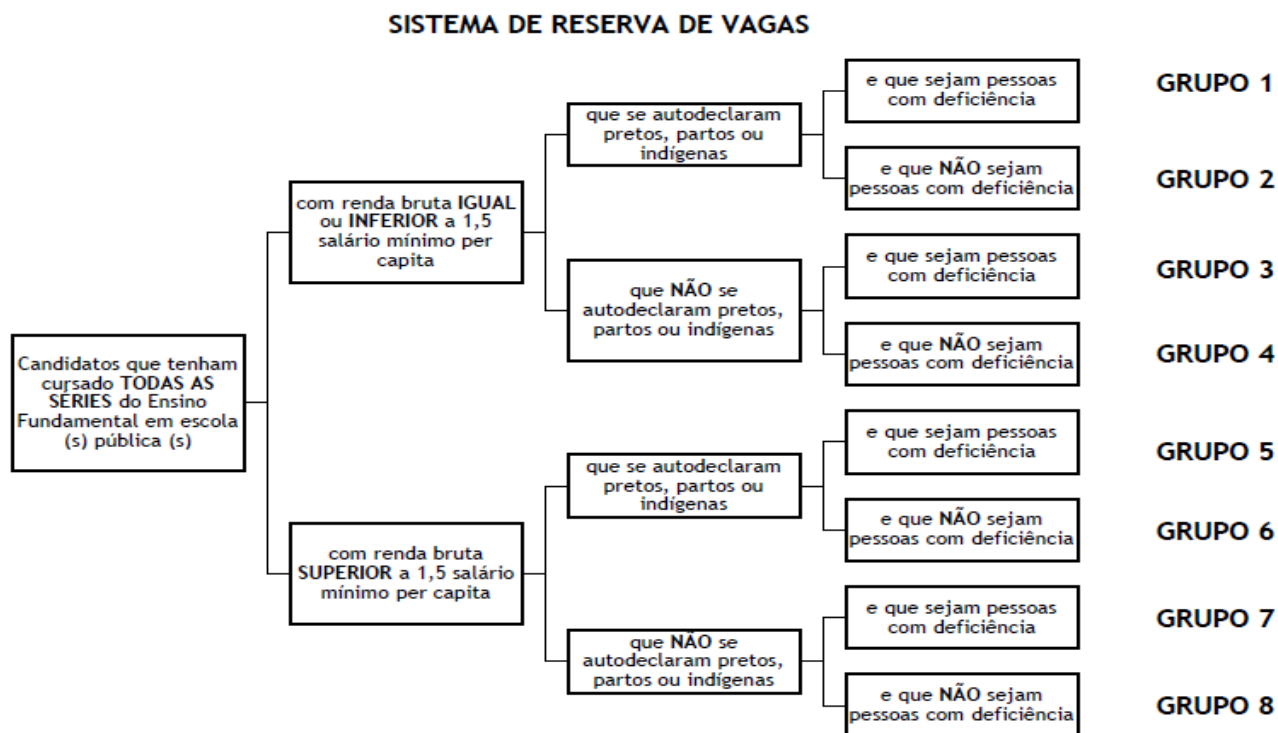 SISTEMA DE RESERVA DE VAGAS
Candidatos que tenham
cursado TODAS AS
SÉRIES do Ensino
Fundamental em escola
(s) pública (s)
com renda bruta IGUAL
ou INFERIOR a 1,5
salário mínimo per
capita
que se autodeclaram
pretos, partos ou
indígenas
e que sejam pessoas
com deficiência
GRUPO 1
e que NÃO sejam
pessoas com deficiência
GRUPO 2
que NÃO se
autodeclaram pretos,
partos ou indígenas
e que sejam pessoas
com deficiência
GRUPO 3
e que NÃO sejam
pessoas com deficiência
GRUPO 4
com renda bruta
SUPERIOR a 1,5 salário
mínimo per capita
que se autodeclaram
pretos, partos ou
indígenas
e que sejam pessoas
com deficiência
GRUPO 5
e que NÃO sejam
pessoas com deficiência
GRUPO 6
que NÃO se
autodeclaram pretos,
partos ou indígenas
e que sejam pessoas
com deficiência
GRUPO 7
e que NÃO sejam
pessoas com deficiência
GRUPO 8